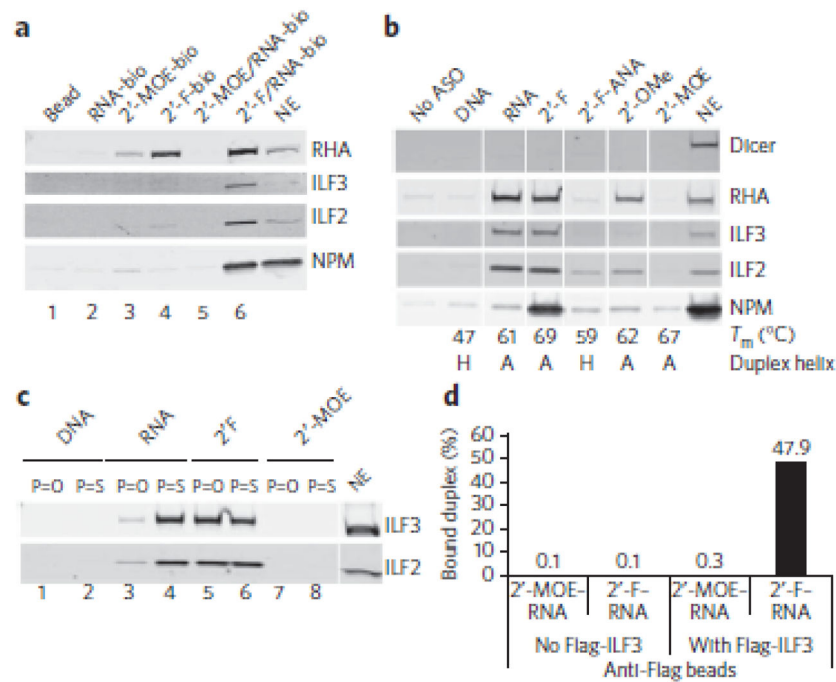 a
Bead
RNA-bio
2'-MOE-bio
2'-F-bio
2'-MOE/RNA-bio
2'-F/RNA-bio
NE
RHA
ILF3
ILF2
NPM
1 2 3 4 5 6
b
No ASO
DNA
RNA
2'-F
2'-F-ANA
2'-OMe
2'-MOE
NE
Dicer
RHA
ILF3
ILF2
NPM
47 61 69 59 62 67 Tm (°C)
H A A H A A Duplex helix
c
DNA
RNA
2'F
2'-MOE
P=O P=S P=O P=S P=O P=S P=O P=S NE
ILF3
ILF2
1 2 3 4 5 6 7 8
d
Bound duplex (%)
60
50
40
30
20
10
0
0.1 0.1 0.3 47.9
2'-MOE- 2'-F- 2'-MOE- 2'-F-
RNA RNA RNA RNA
No Flag-ILF3 With Flag-ILF3
Anti-Flag beads